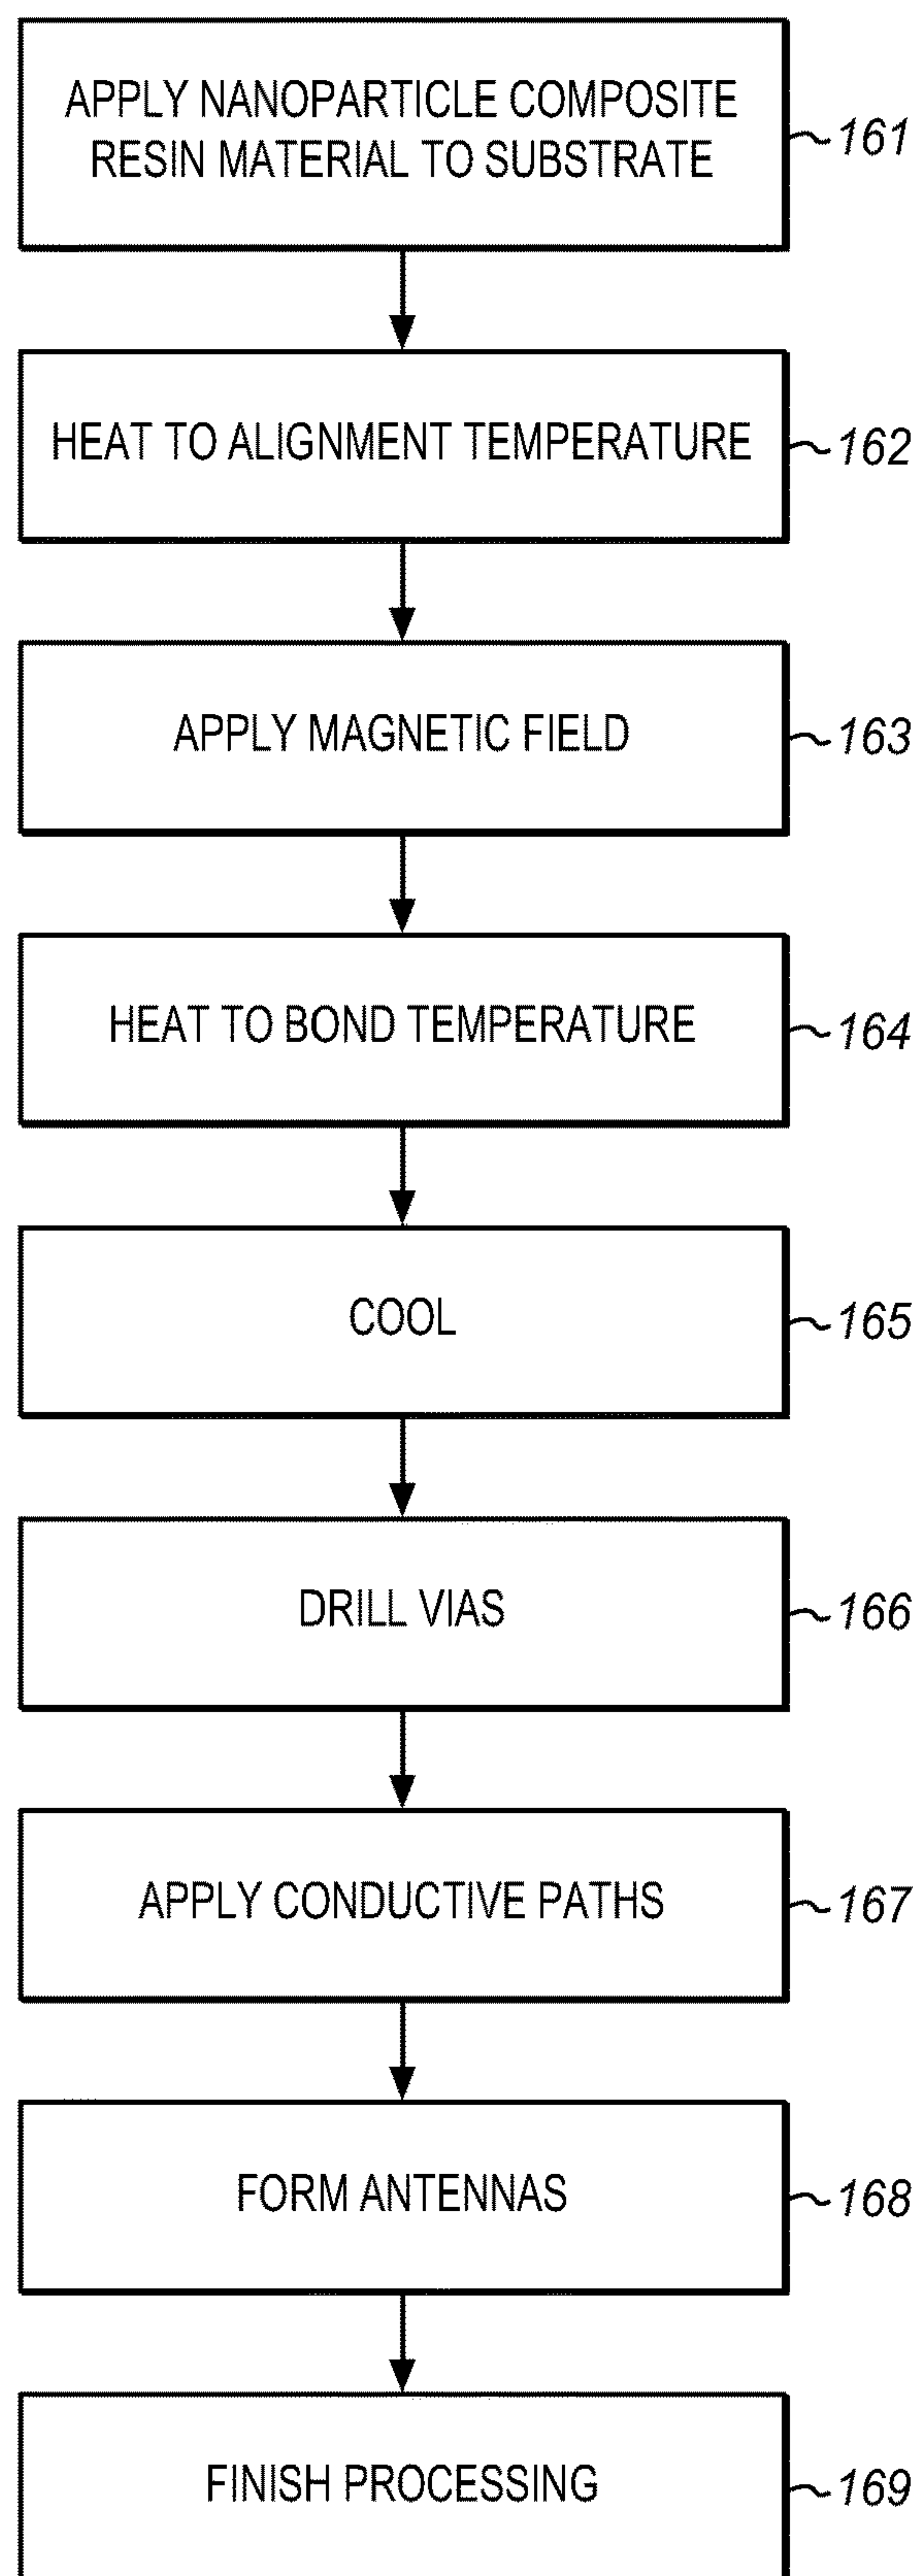 APPLY NANOPARTICLE COMPOSITE
RESIN MATERIAL TO SUBSTRATE
161
HEAT TO ALIGNMENT TEMPERATURE
162
APPLY MAGNETIC FIELD
163
HEAT TO BOND TEMPERATURE
164
COOL
165
DRILL VIAS
166
APPLY CONDUCTIVE PATHS
167
FORM ANTENNAS
168
FINISH PROCESSING
169